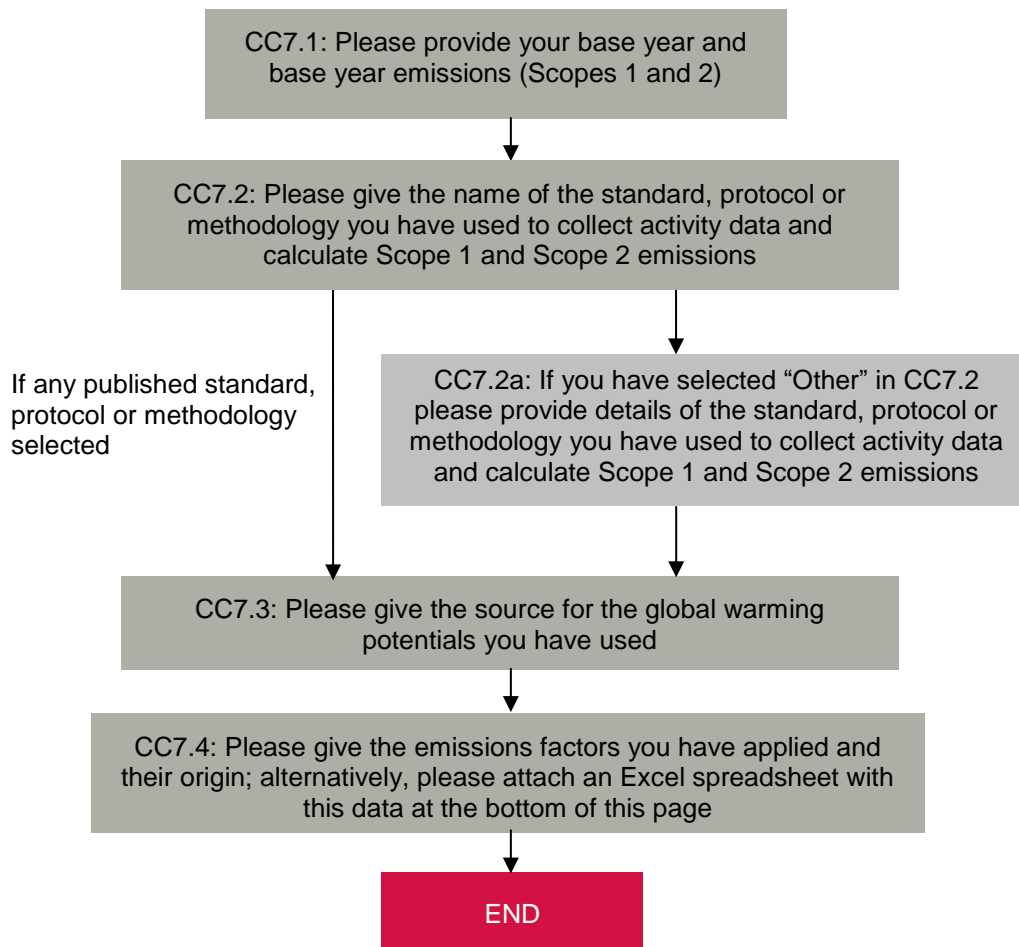 CC7.1: Please provide your base year and
base year emissions (Scopes 1 and 2)
CC7.2: Please give the name of the standard, protocol or
methodology you have used to collect activity data and
calculate Scope 1 and Scope 2 emissions
If any published standard,
protocol or methodology
selected
CC7.2a: If you have selected “Other” in CC7.2
please provide details of the standard, protocol or
methodology you have used to collect activity data
and calculate Scope 1 and Scope 2 emissions
CC7.3: Please give the source for the global warming
potentials you have used
CC7.4: Please give the emissions factors you have applied and
their origin; alternatively, please attach an Excel spreadsheet with
this data at the bottom of this page
END